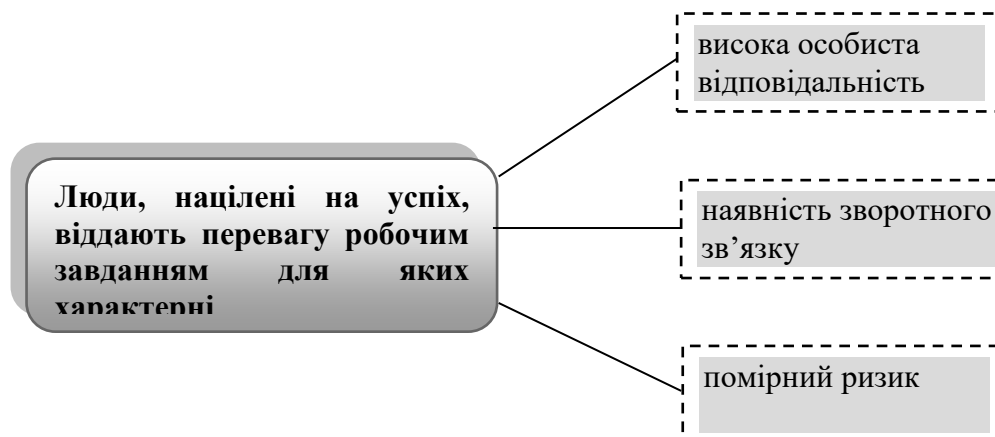 Люди, націлені на успіх,
віддають перевагу робочим
завданням для яких
характерні
висока особиста
відповідальність
наявність зворотного
зв’язку
помірний ризик